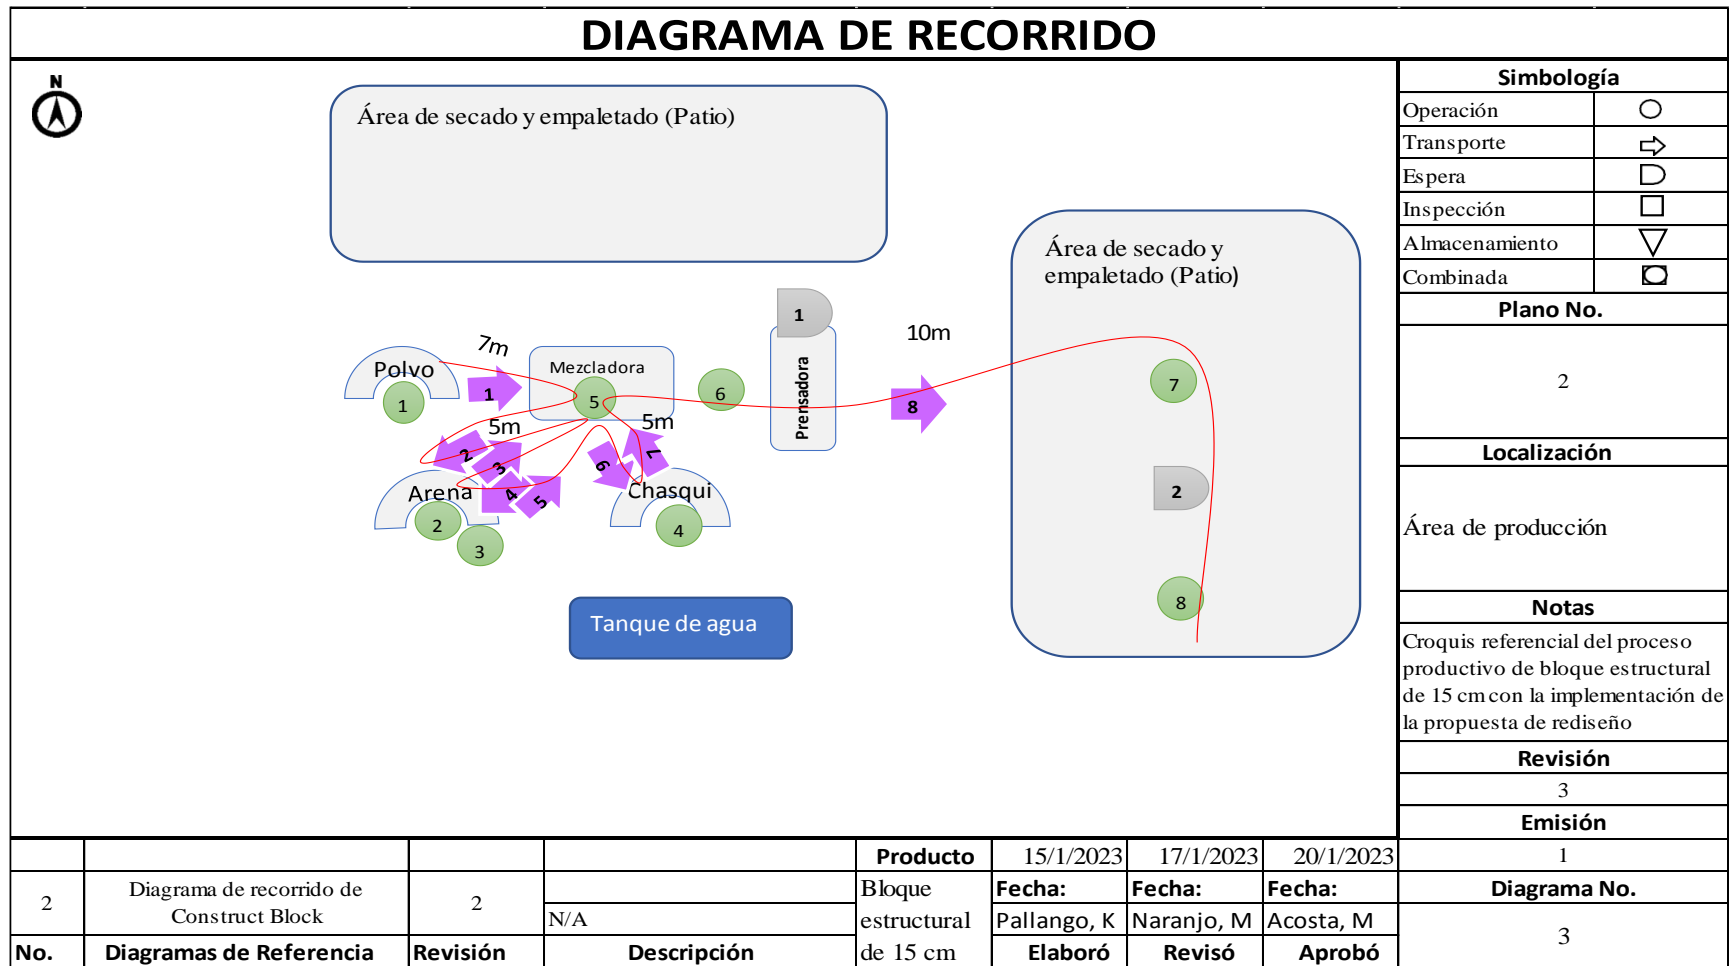 DIAGRAMA DE RECORRIDO
N
Área de secado y empaletado (Patio)
Área de secado y
empaletado (Patio)
1
10m
7m
Polvo
1
1
Mezcladora
5
6
Prensadora
8
7
5m
5m
2
3
4
5
6
7
Arena
2
3
Chasqui
4
2
8
Tanque de agua
Simbología
Operación
Transporte
Espera
Inspección
Almacenamiento
Combinada
Plano No.
2
Localización
Área de producción
Notas
Croquis referencial del proceso
productivo de bloque estructural
de 15 cm con la implementación de
la propuesta de rediseño
Revisión
3
Emisión
1
Diagrama No.
3
Producto 15/1/2023 17/1/2023 20/1/2023
2 Diagrama de recorrido de
Construct Block
2
N/A
Bloque
estructural
de 15 cm
Fecha: Fecha: Fecha:
Pallango, K Naranjo, M Acosta, M
No. Diagramas de Referencia Revisión Descripción Elaboró Revisó Aprobó